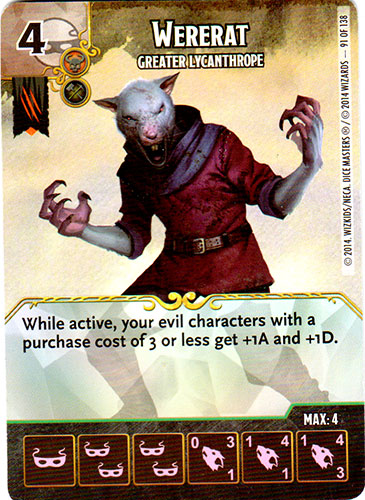 4
WERERAT
GREATER LYCANTHROPE
© 2014 WIZKIDS/NECA. DICE MASTERS ® / © 2014 WIZARDS — 91 OF 138
While active, your evil characters with a
purchase cost of 3 or less get +1A and +1D.
MAX: 4
0 3 1 4 1 4
1 1 3